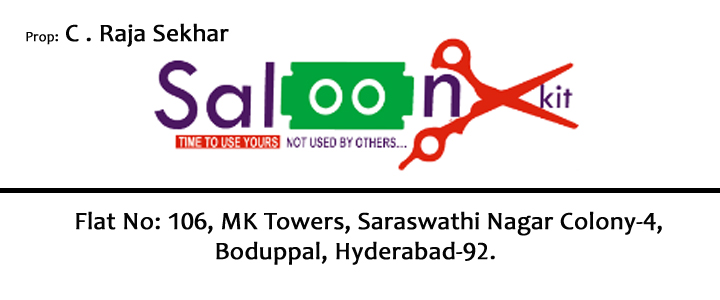 Prop: C . Raja Sekhar
Saloon kit
TIME TO USE YOURS NOT USED BY OTHERS...
Flat No: 106, MK Towers, Saraswathi Nagar Colony-4,
Boduppal, Hyderabad-92.